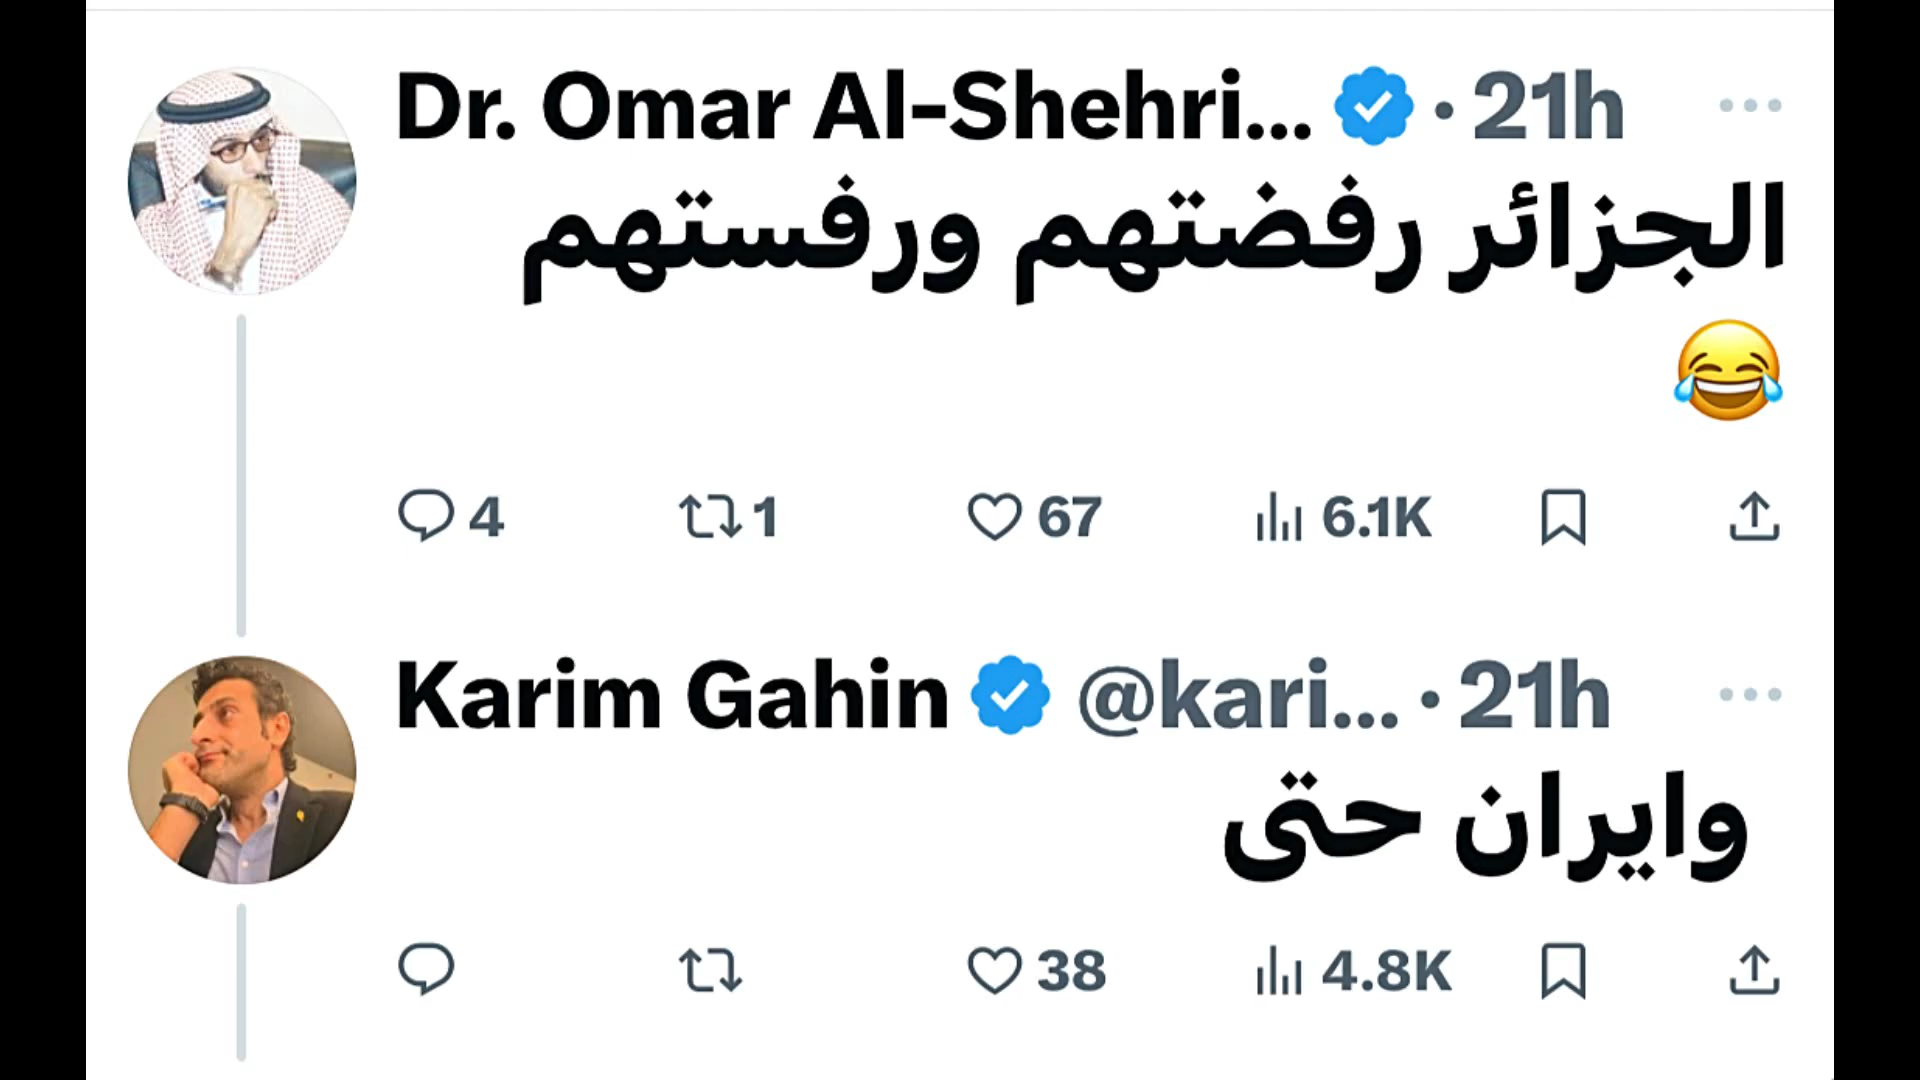 Dr. Omar Al-Shehri... · 21h
الجزائر رفضتهم ورفستهم
😂
4 1 67 6.1K
Karim Gahin @kari... · 21h
وايران حتى
38 4.8K